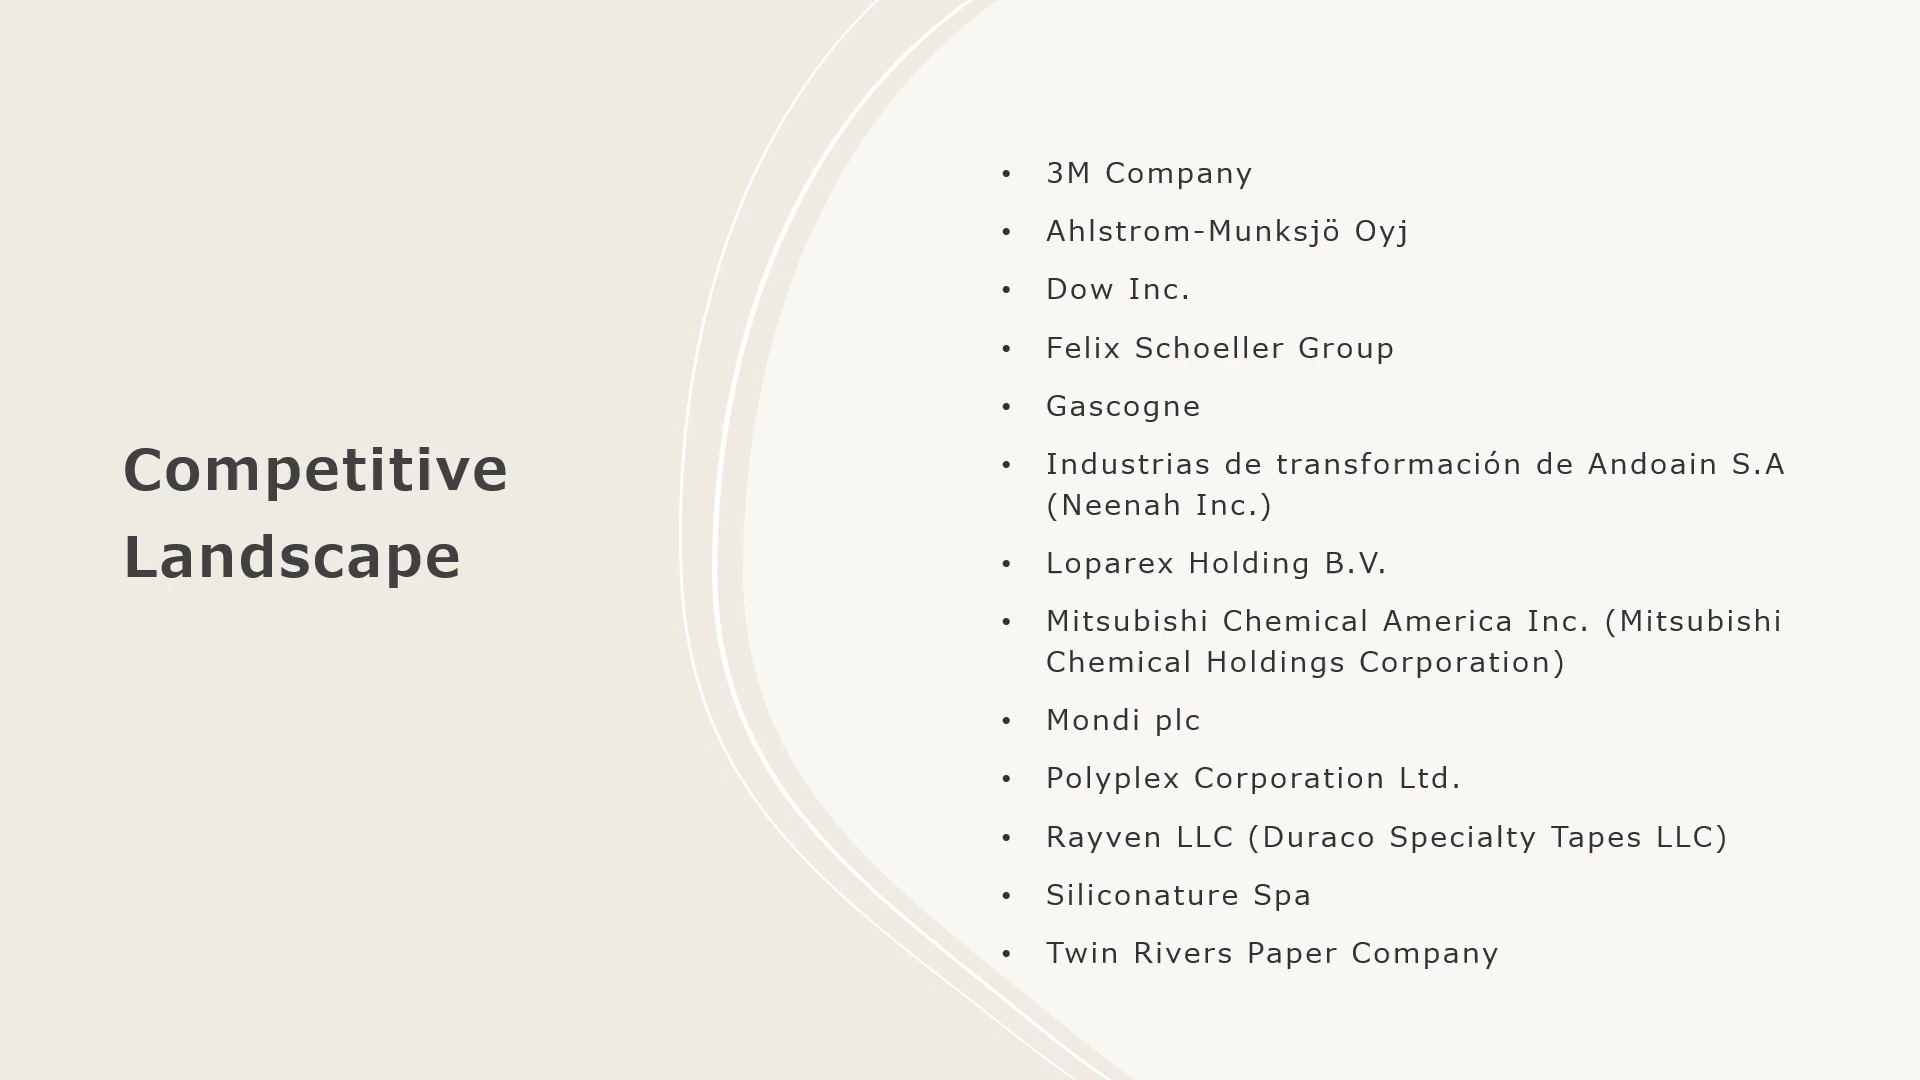 Competitive
Landscape
• 3M Company
• Ahlstrom-Munksjö Oyj
• Dow Inc.
• Felix Schoeller Group
• Gascogne
• Industrias de transformación de Andoain S.A
(Neenah Inc.)
• Loparex Holding B.V.
• Mitsubishi Chemical America Inc. (Mitsubishi
Chemical Holdings Corporation)
• Mondi plc
• Polyplex Corporation Ltd.
• Rayven LLC (Duraco Specialty Tapes LLC)
• Siliconature Spa
• Twin Rivers Paper Company